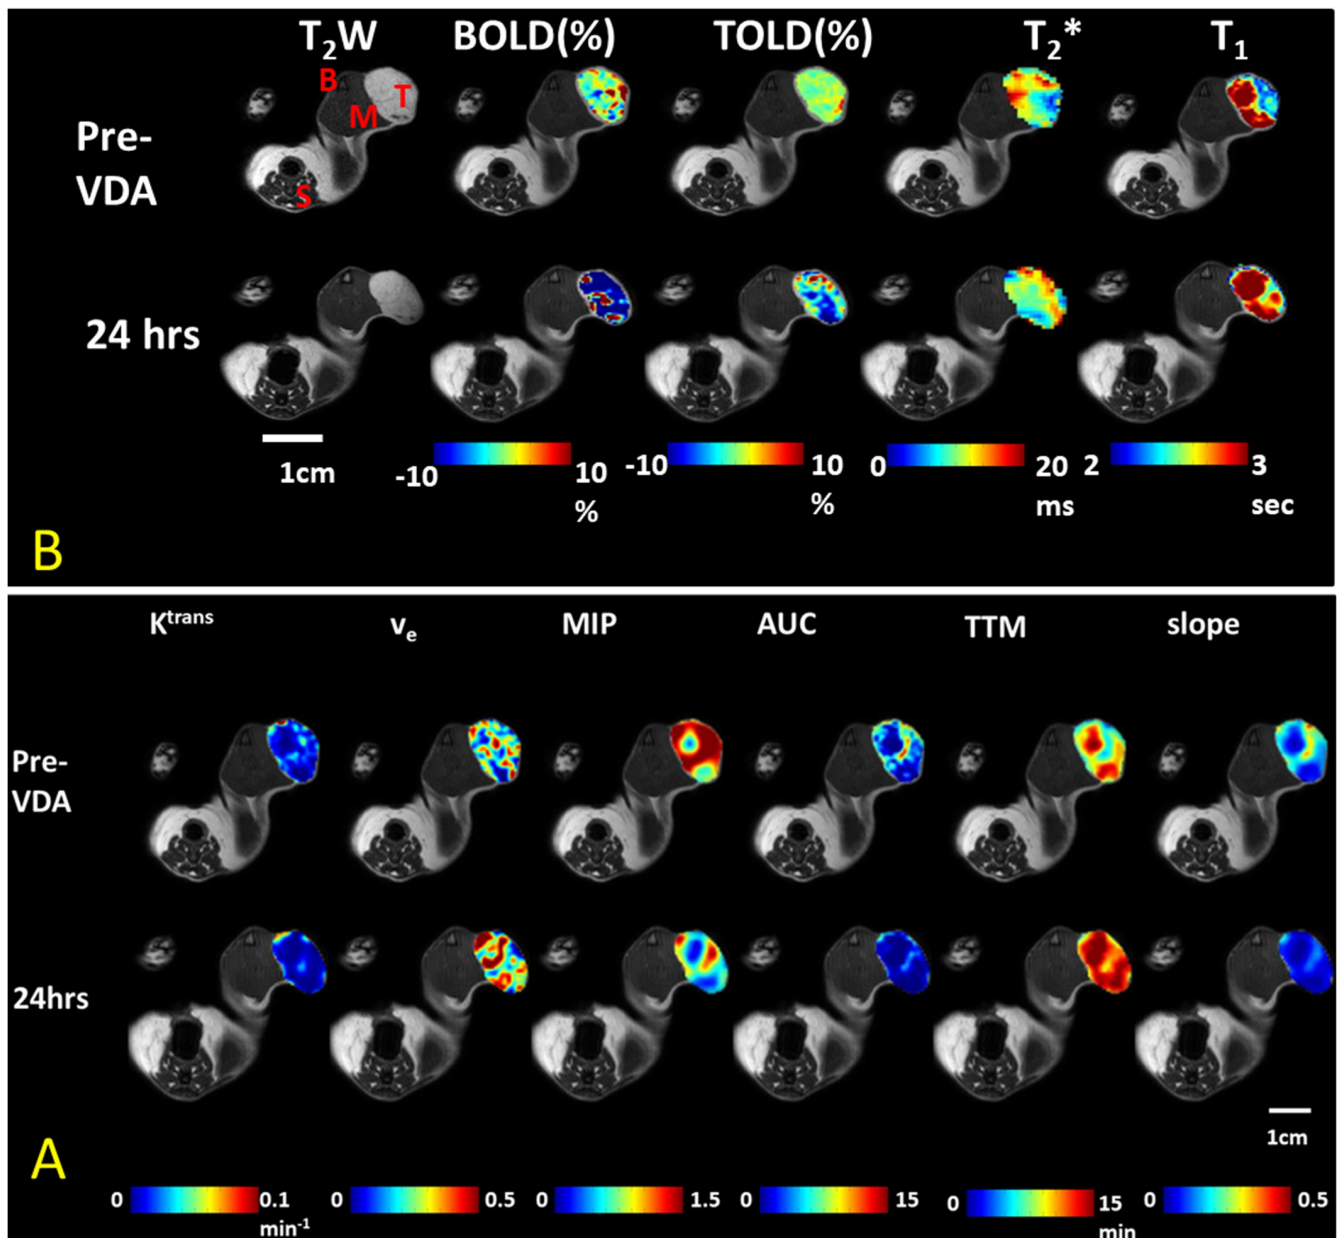 T₂W BOLD(%) TOLD(%) T₂* T₁
B
T
M
Pre-
VDA
S
24 hrs
1cm
-10 10
%
-10 10
%
0 20
ms
2 3
sec
B
Kᵗʳᵃⁿˢ vₑ MIP AUC TTM slope
Pre-
VDA
24hrs
1cm
A
0 0.1
min⁻¹
0 0.5
0 1.5
0 15
0 15
min
0 0.5